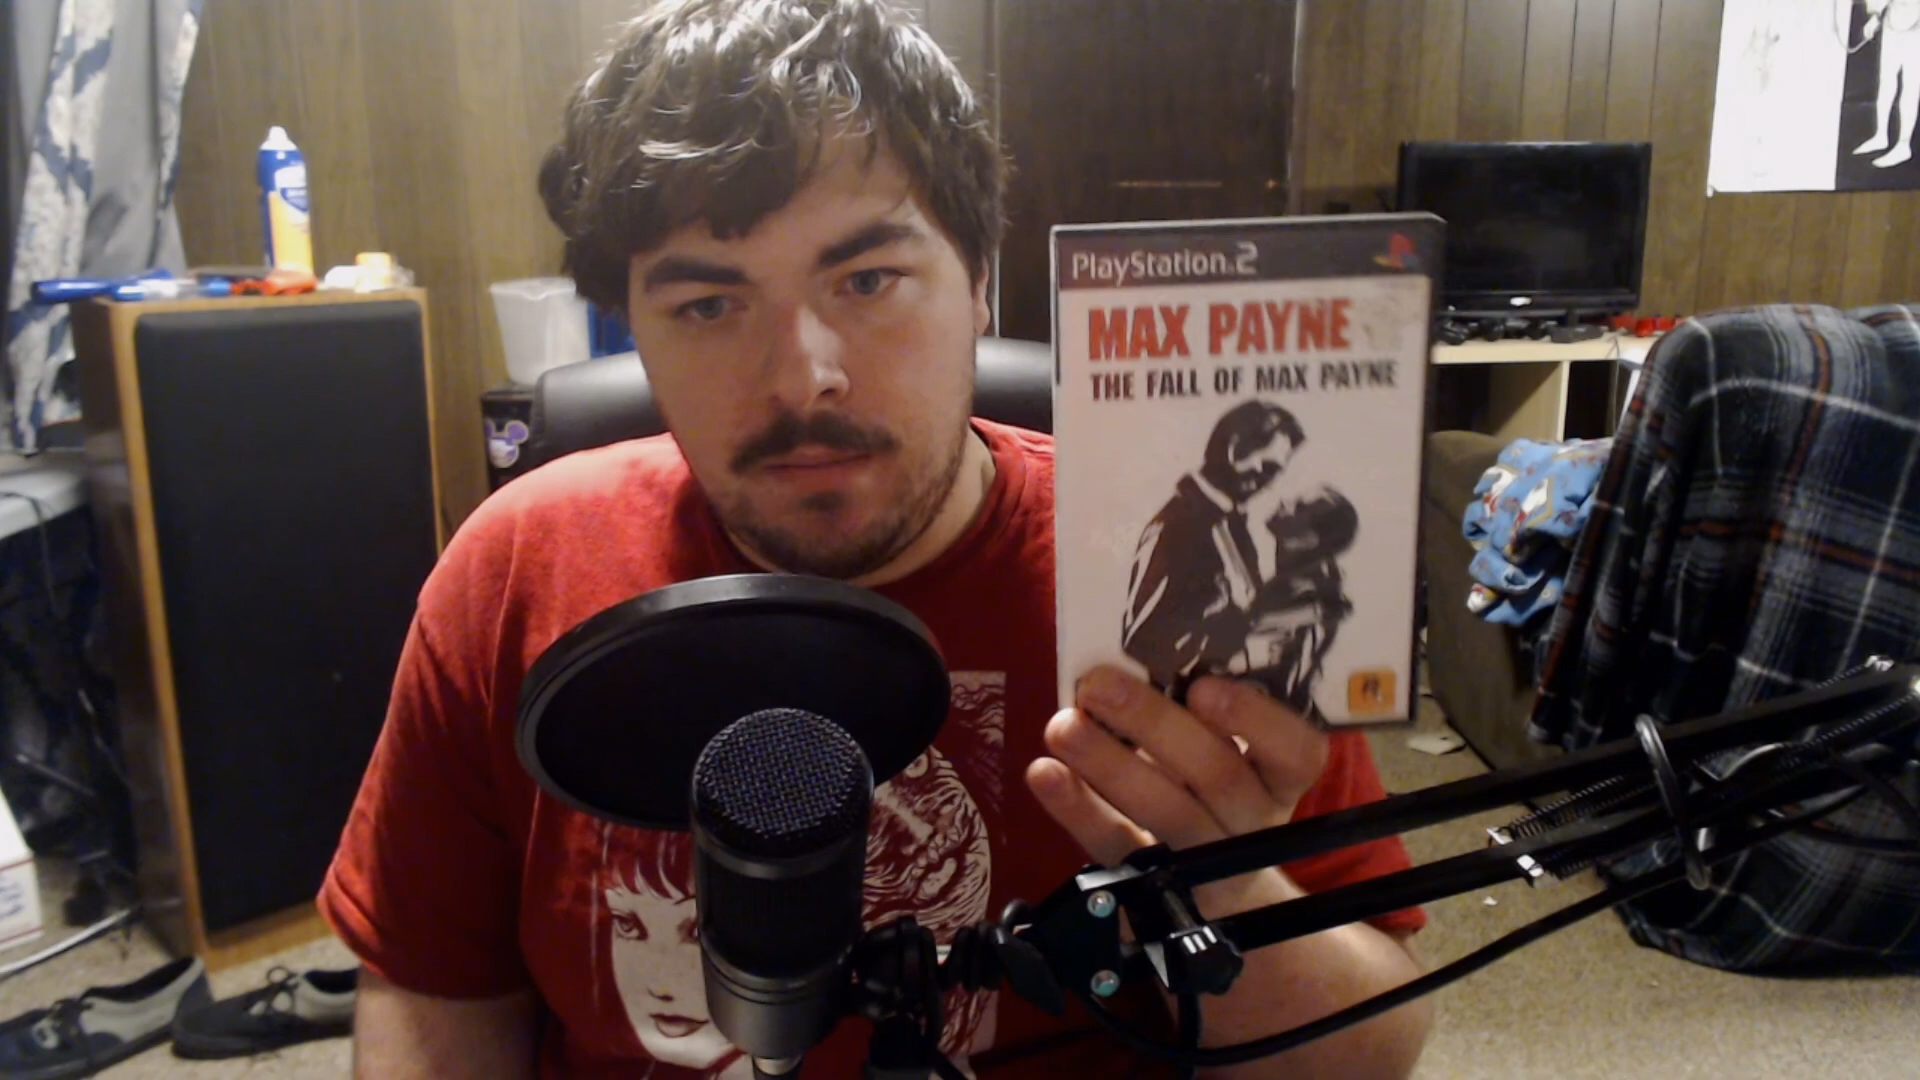 PlayStation.2
MAX PAYNE
THE FALL OF MAX PAYNE
R